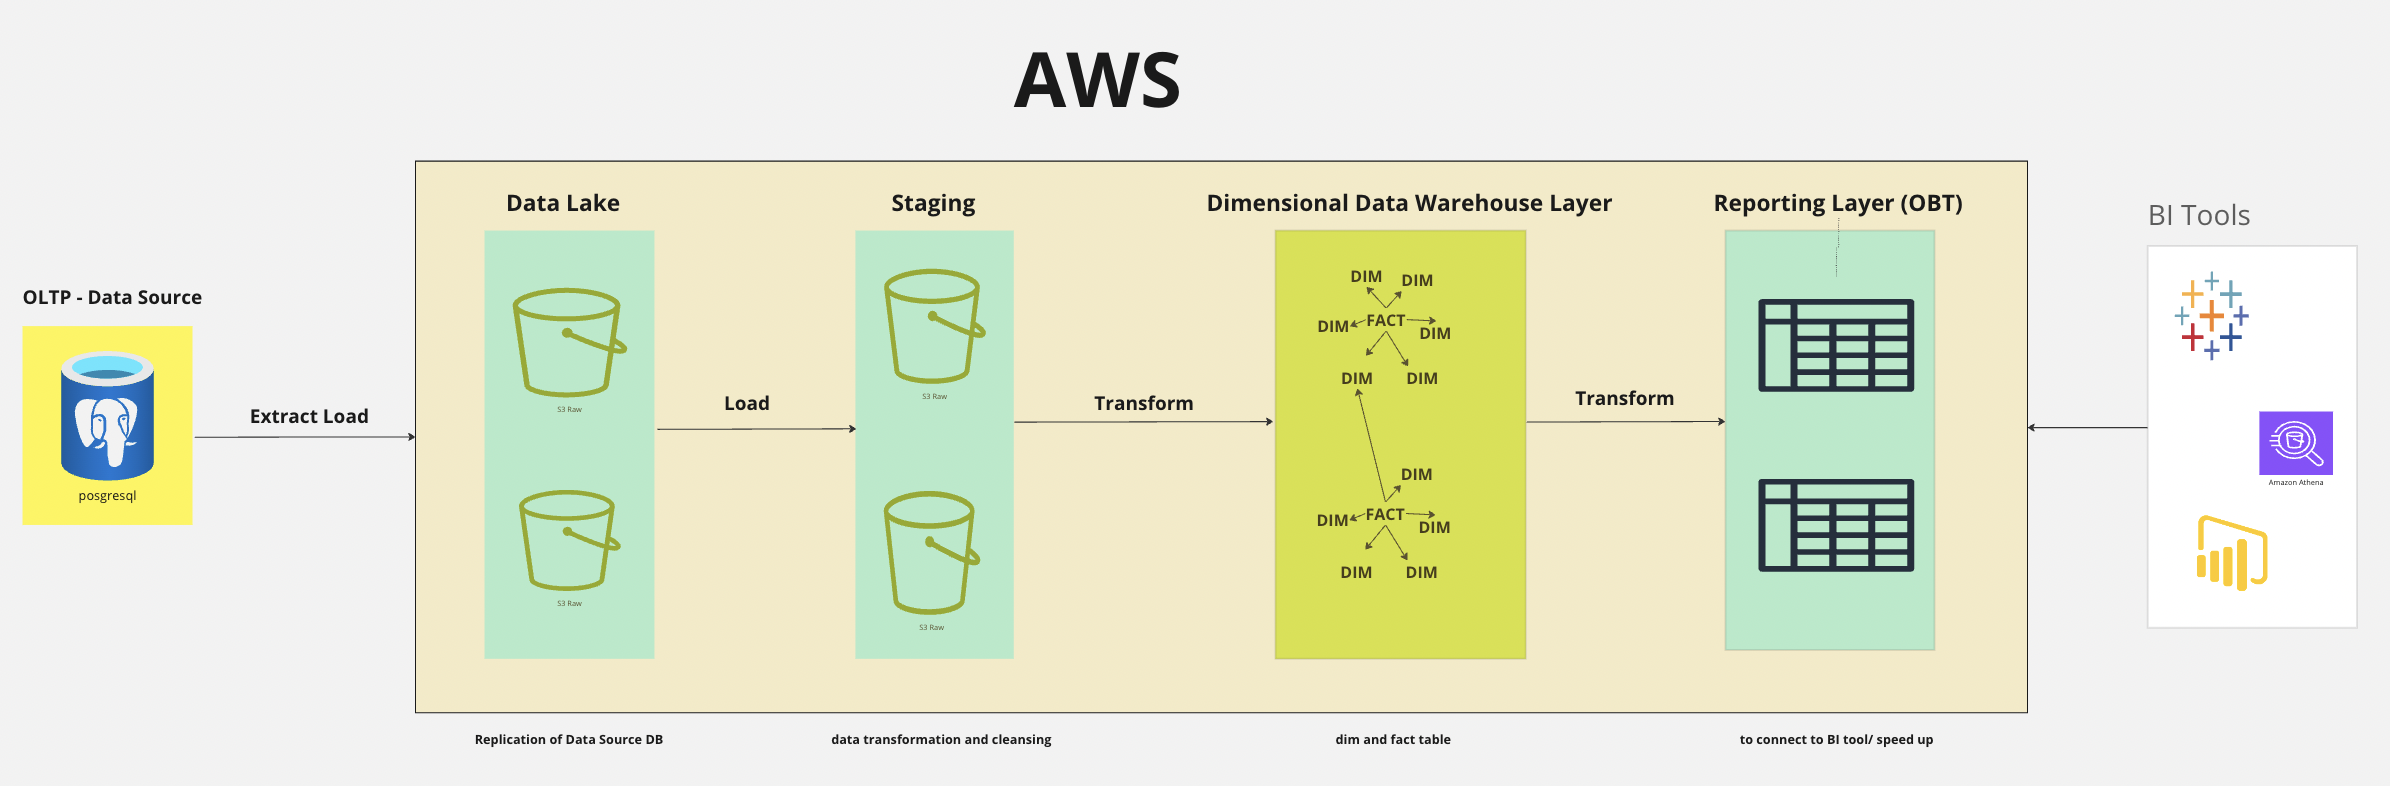 AWS
OLTP - Data Source
posgresql
Extract Load
Data Lake
S3 Raw
S3 Raw
Load
Staging
S3 Raw
S3 Raw
Transform
Dimensional Data Warehouse Layer
DIM DIM
DIM FACT DIM
DIM DIM
DIM
DIM FACT DIM
DIM DIM
Transform
Reporting Layer (OBT)
BI Tools
Amazon Athena
Replication of Data Source DB
data transformation and cleansing
dim and fact table
to connect to BI tool/ speed up